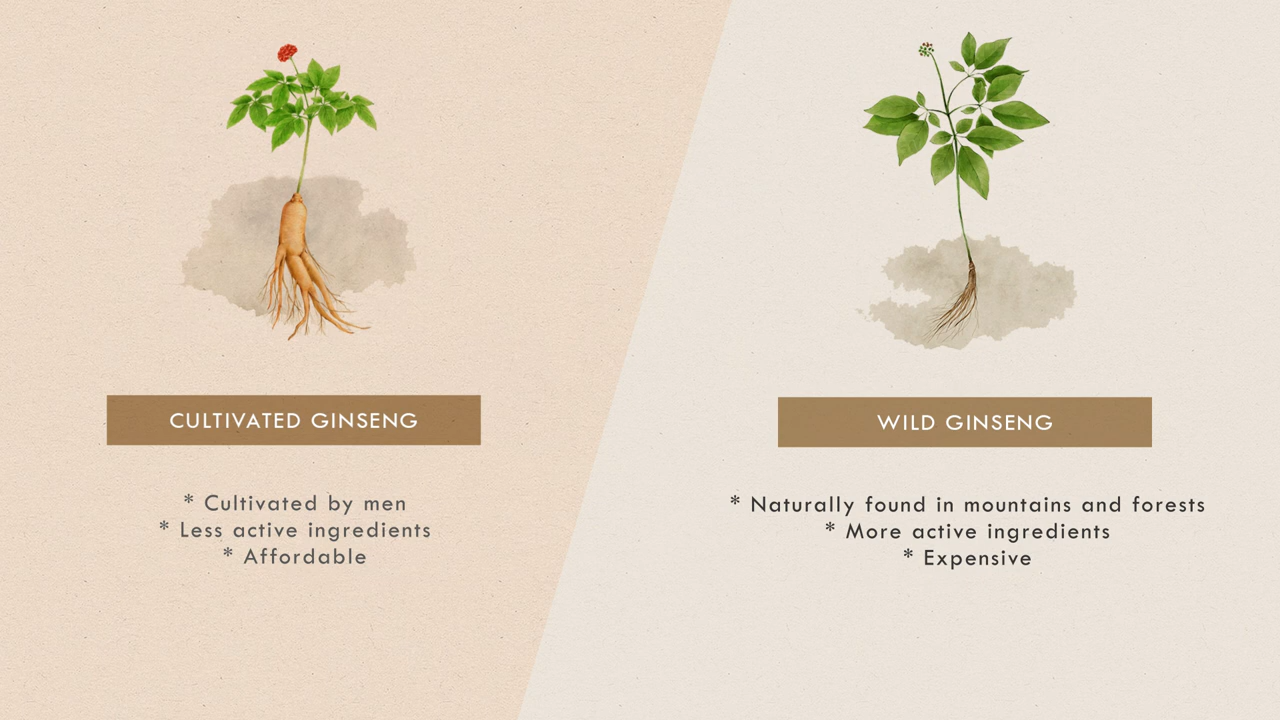 CULTIVATED GINSENG
* Cultivated by men
* Less active ingredients
* Affordable
WILD GINSENG
* Naturally found in mountains and forests
* More active ingredients
* Expensive